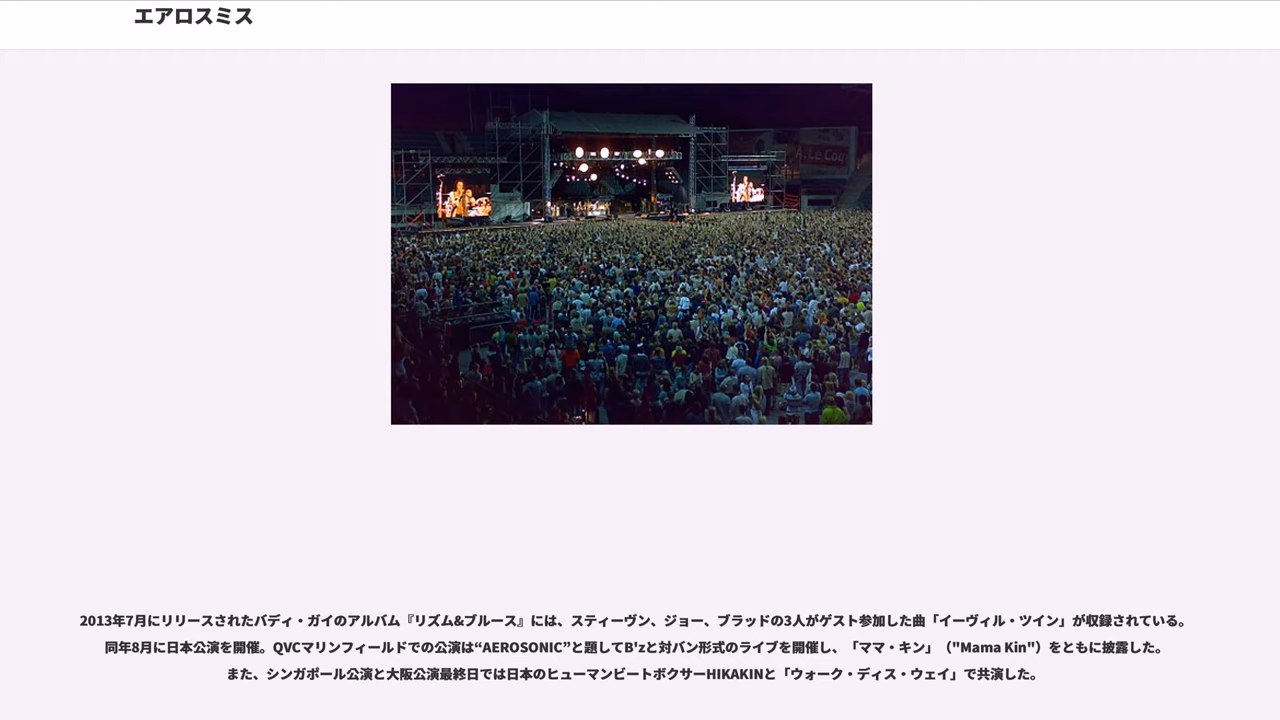 エアロスミス
Le Coq
2013年7月にリリースされたバディ・ガイのアルバム『リズム&ブルース』には、スティーヴン、ジョー、ブラッドの3人がゲスト参加した曲「イーヴィル・ツイン」が収録されている。
同年8月に日本公演を開催。QVCマリンフィールドでの公演は“AEROSONIC”と題してB'zと対バン形式のライブを開催し、「ママ・キン」（"Mama Kin"）をともに披露した。
また、シンガポール公演と大阪公演最終日では日本のヒューマンビートボクサーHIKAKINと「ウォーク・ディス・ウェイ」で共演した。